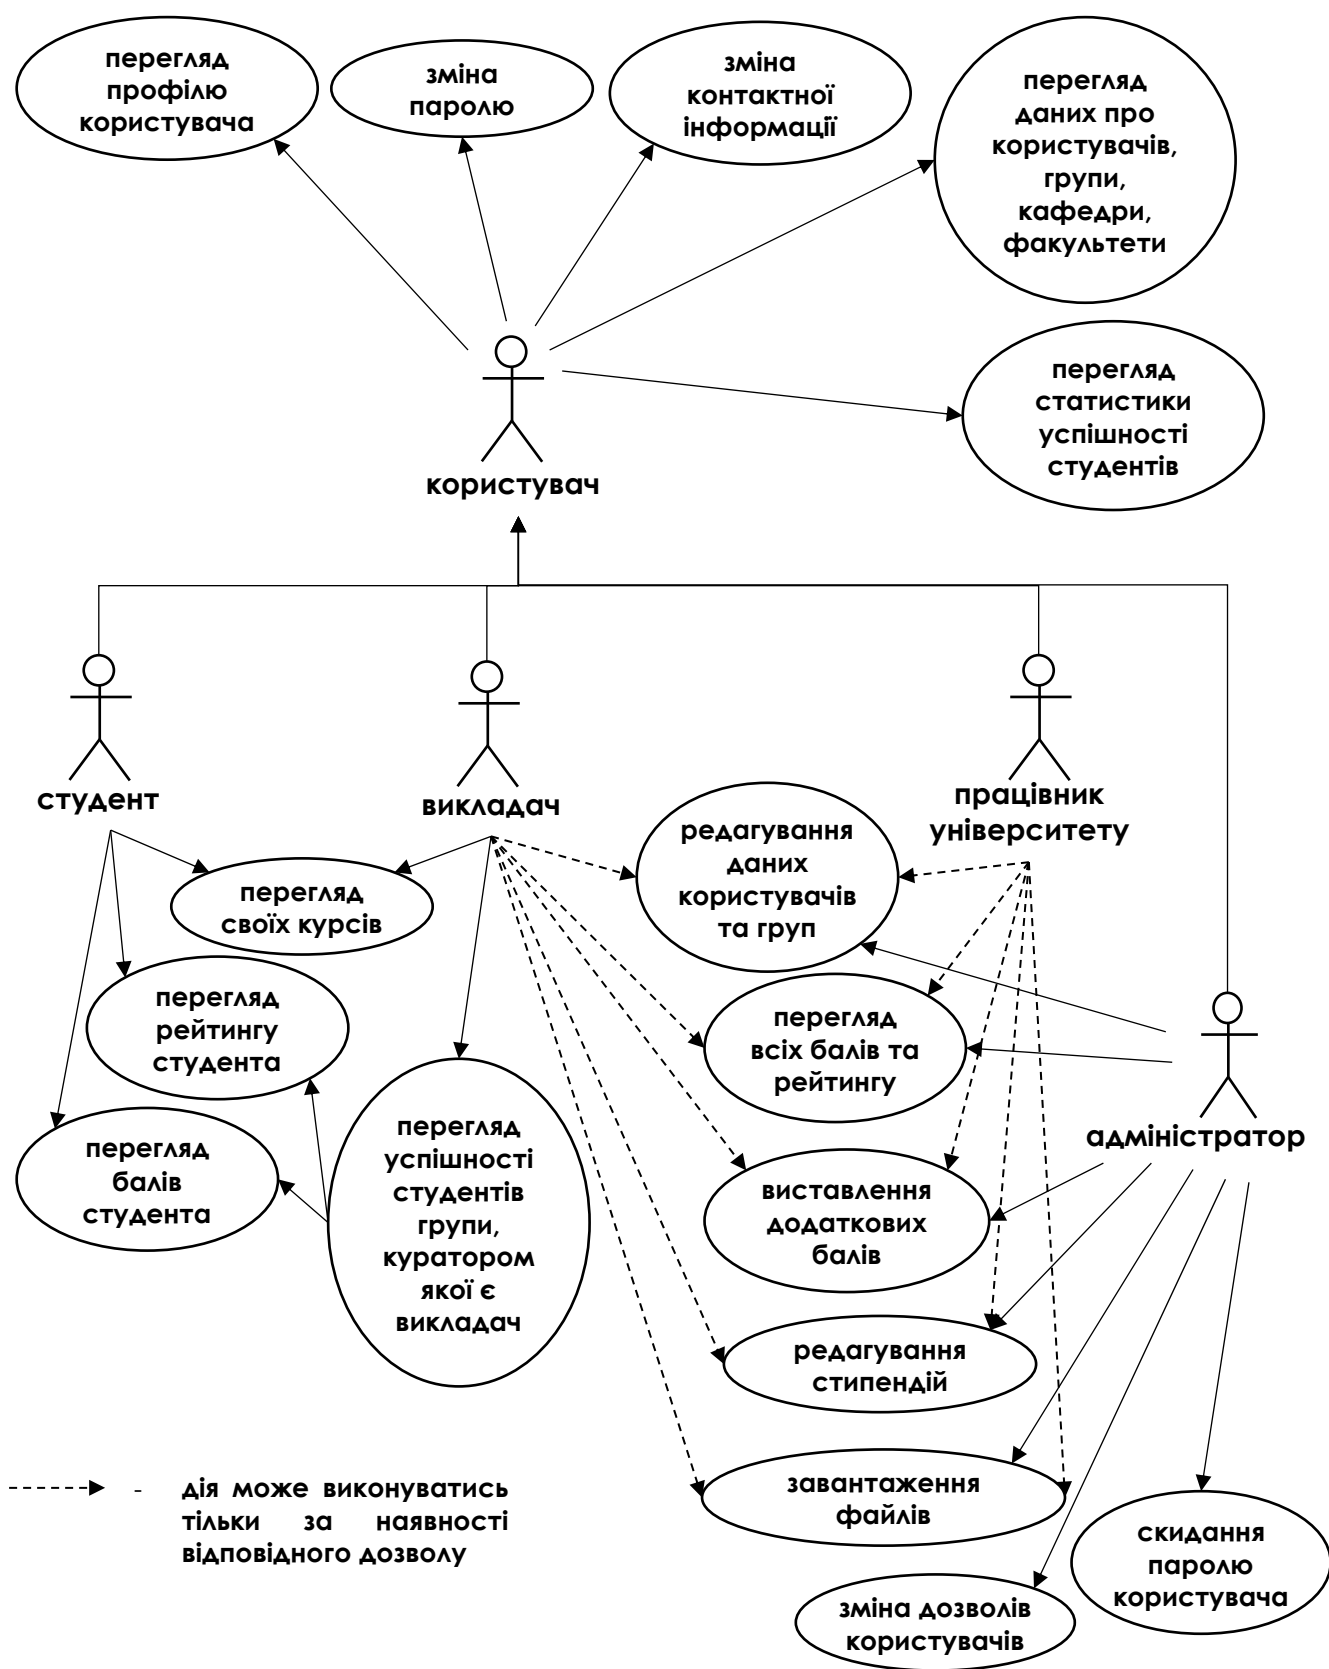 перегляд
профілю
користувача
зміна
паролю
зміна
контактної
інформації
перегляд
даних про
користувачів,
групи,
кафедри,
факультети
перегляд
статистики
успішності
студентів
користувач
студент
викладач
працівник
університету
редагування
даних
користувачів
та груп
перегляд
своїх курсів
перегляд
рейтингу
студента
перегляд
всіх балів та
рейтингу
перегляд
балів
студента
перегляд
успішності
студентів
групи,
куратором
якої є
викладач
адміністратор
виставлення
додаткових
балів
редагування
стипендій
завантаження
файлів
- дія може виконуватись
тільки за наявності
відповідного дозволу
скидання
паролю
користувача
зміна дозволів
користувачів